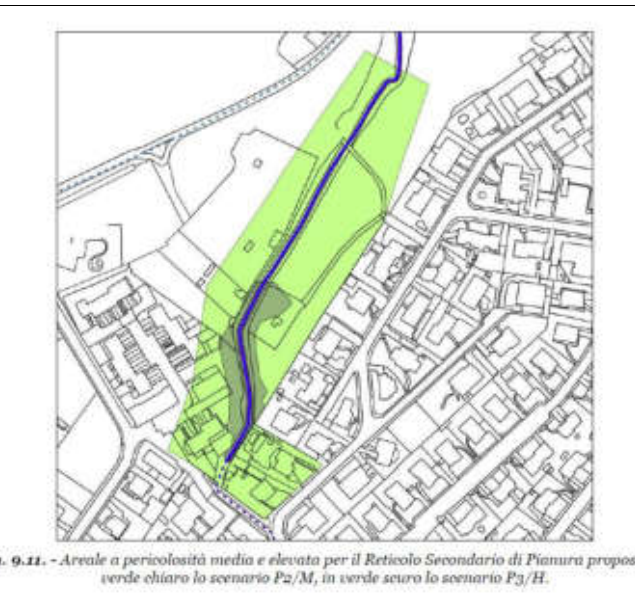 . 9.11. - Areale a pericolosità media e elevata per il Reticolo Secondario di Pianura propos
verde chiaro lo scenario P2/M, in verde scuro lo scenario P3/H.